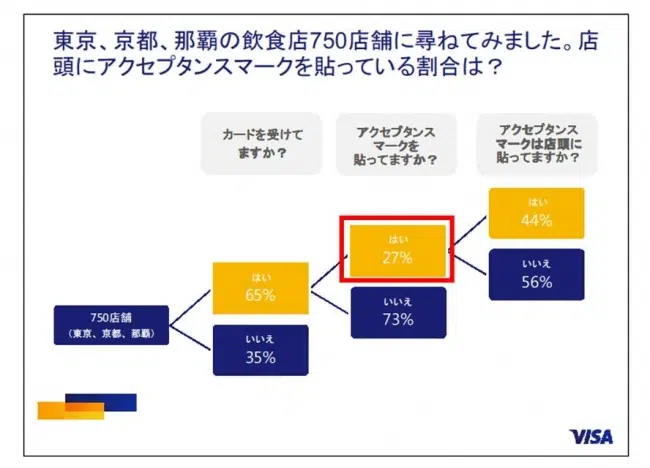 東京、京都、那覇の飲食店750店舗に尋ねてみました。店
頭にアクセプタンスマークを貼っている割合は？
カードを受けて
ますか？
アクセプタンス
マークを
貼ってますか？
アクセプタンス
マークは店頭に
貼ってますか？
はい
44%
はい
27%
いいえ
56%
はい
65%
いいえ
73%
750店舗
（東京、京都、那覇）
いいえ
35%
VISA